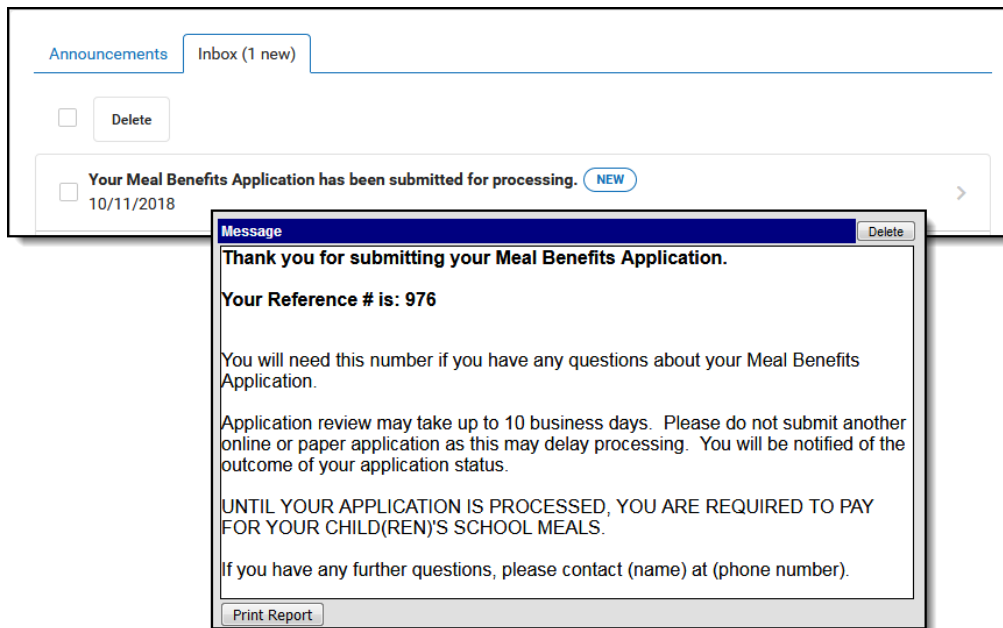 Announcements Inbox (1 new)
Delete
Your Meal Benefits Application has been submitted for processing. NEW
10/11/2018
Message Delete
Thank you for submitting your Meal Benefits Application.
Your Reference # is: 976
You will need this number if you have any questions about your Meal Benefits
Application.
Application review may take up to 10 business days.  Please do not submit another
online or paper application as this may delay processing.  You will be notified of the
outcome of your application status.
UNTIL YOUR APPLICATION IS PROCESSED, YOU ARE REQUIRED TO PAY
FOR YOUR CHILD(REN)'S SCHOOL MEALS.
If you have any further questions, please contact (name) at (phone number).
Print Report